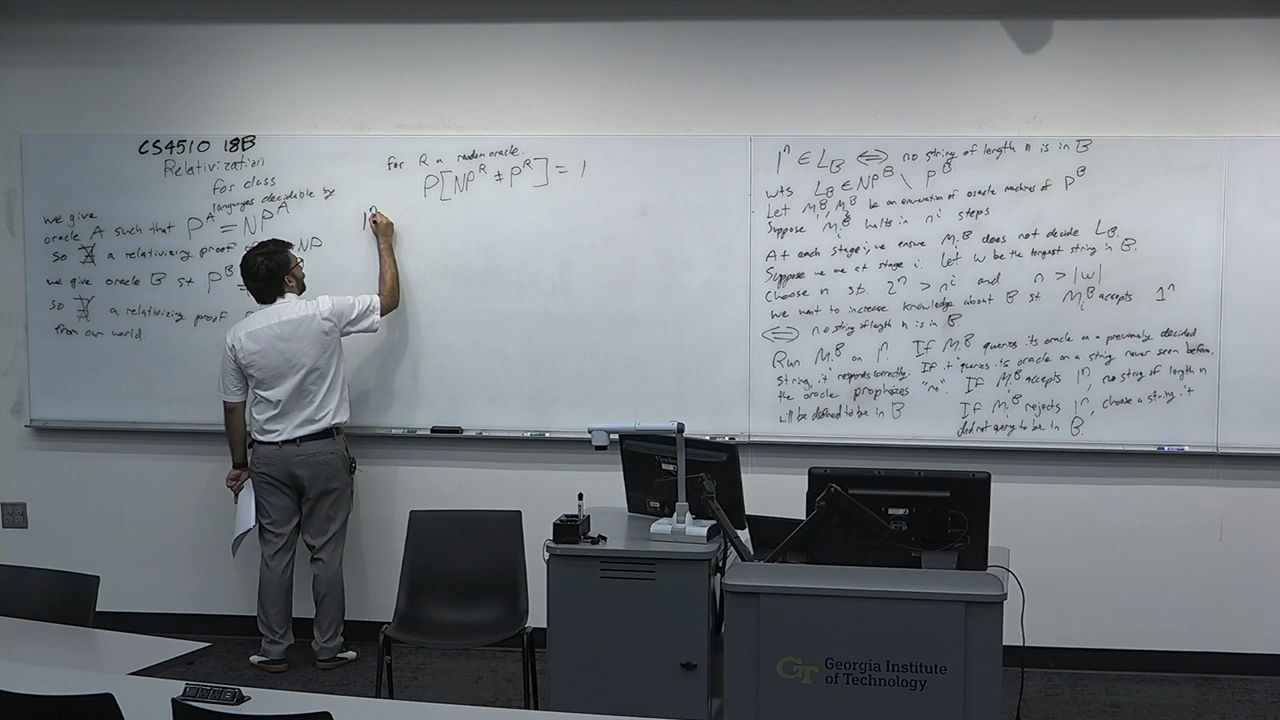 CS4510 18B
Relativization
for class
languages decidable by
we give
oracle A such that P^A = NP^A
so ∄ a relativizing proof NP
we give oracle B st P^B
so ∄ a relativizing proof
from our world.
for R a random oracle.
P[NP^R ≠ P^R] = 1
1^n
1^n ∈ L_B ⟺ no string of length n is in B
wts L_B ∈ NP^B \ P^B
Let M_1^B, M_2^B be an enumeration of oracle machines of P^B
Suppose M_i^B halts in n^i steps
At each stage i, we ensure M_i^B does not decide L_B.
Suppose we are at stage i. Let w be the longest string in B.
Choose n st. 2^n > n^i and n > |w|
We want to increase knowledge about B st M_i^B accepts 1^n
⟺ no string of length n is in B.
Run M_i^B on 1^n. If M_i^B queries its oracle on a previously decided
string, it responds correctly. If it queries its oracle on a string never seen before,
the oracle prophizes "no". If M_i^B accepts 1^n, no string of length n
will be defined to be in B If M_i^B rejects 1^n, choose a string it
did not query to be in B.
GT Georgia Institute
of Technology